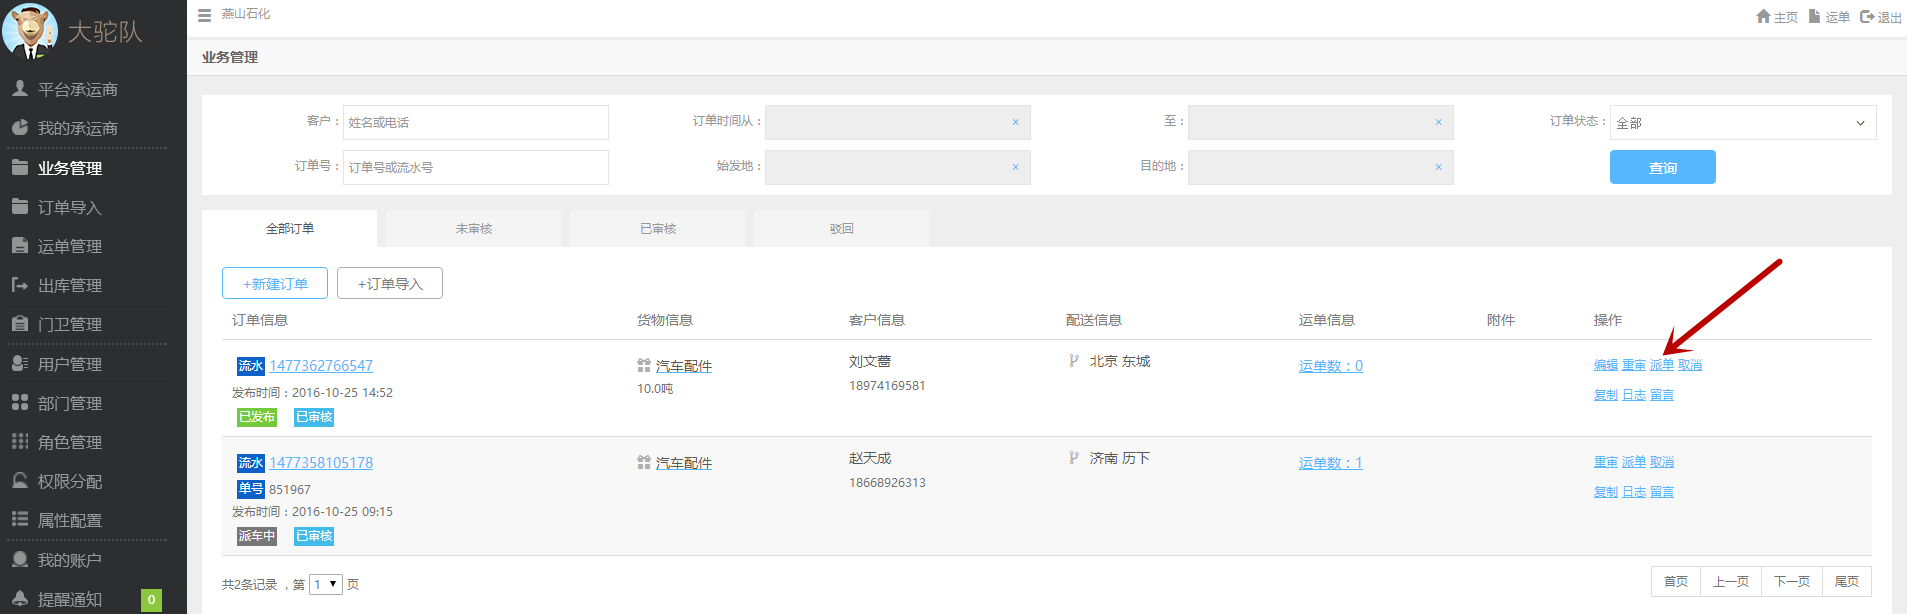 大驼队
燕山石化
主页 运单 退出
平台承运商
我的承运商
业务管理
订单导入
运单管理
出库管理
门卫管理
用户管理
部门管理
角色管理
权限分配
属性配置
我的账户
提醒通知 0
业务管理
客户： 姓名或电话 订单时间从： × 至： × 订单状态： 全部
订单号： 订单号或流水号 始发地： × 目的地： × 查询
全部订单 未审核 已审核 驳回
+新建订单 +订单导入
订单信息 货物信息 客户信息 配送信息 运单信息 附件 操作
流水 1477362766547 汽车配件 刘文蔷 北京 东城 运单数：0 编辑 重审 派单 取消
发布时间：2016-10-25 14:52 10.0吨 18974169581 复制 日志 留言
已发布 已审核
流水 1477358105178 汽车配件 赵天成 济南 历下 运单数：1 重审 派单 取消
单号 851967 18668926313 复制 日志 留言
发布时间：2016-10-25 09:15
派车中 已审核
共2条记录 ，第 1 页 首页 上一页 下一页 尾页